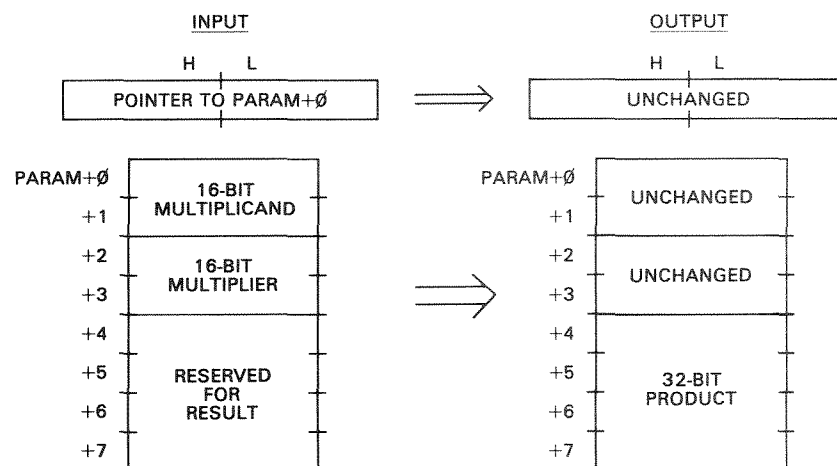 INPUT
H L
POINTER TO PARAM+Ø
PARAM+Ø
+1
+2
+3
+4
+5
+6
+7
16-BIT
MULTIPLICAND
16-BIT
MULTIPLIER
RESERVED
FOR
RESULT
OUTPUT
H L
UNCHANGED
PARAM+Ø
+1
+2
+3
+4
+5
+6
+7
UNCHANGED
UNCHANGED
32-BIT
PRODUCT